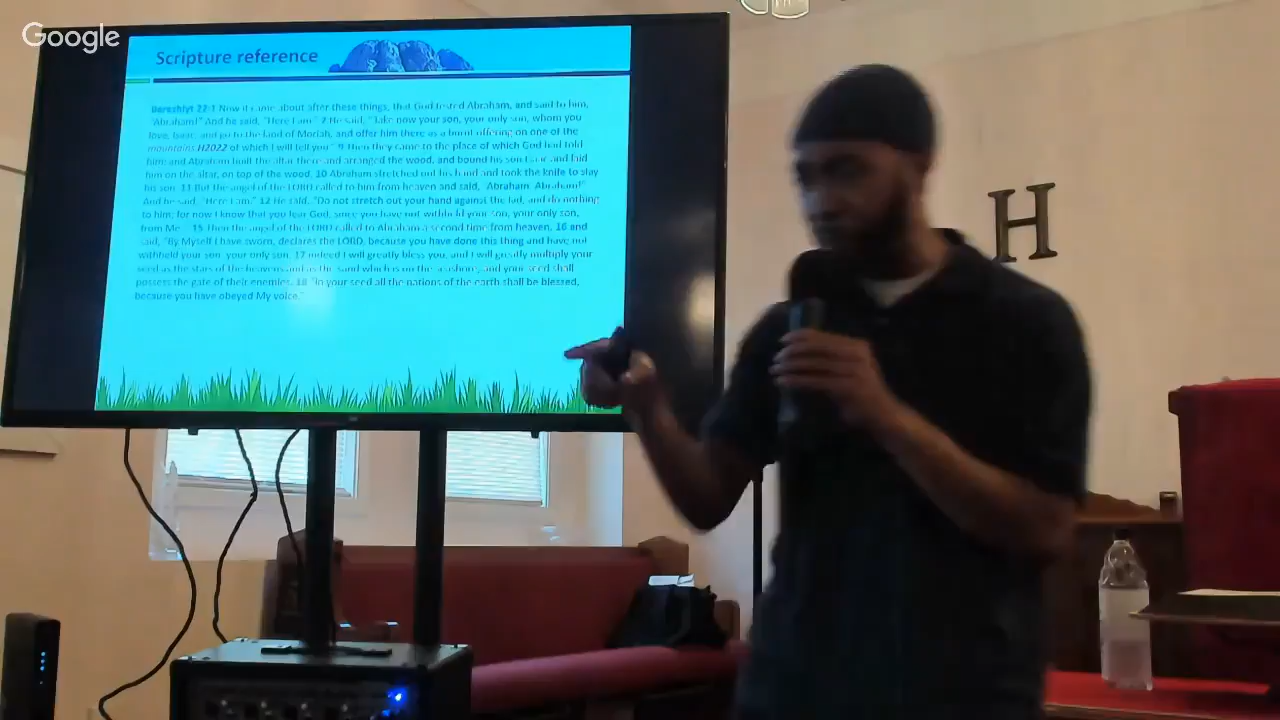 Google
Scripture reference
Bereshiyt 22:1 Now it came about after these things, that God tested Abraham, and said to him,
"Abraham!" And he said, "Here I am." 2 He said, "Take now your son, your only son, whom you
love, Isaac, and go to the land of Moriah, and offer him there as a burnt offering on one of the
mountains H2022 of which I will tell you." 9 Then they came to the place of which God had told
him; and Abraham built the altar there and arranged the wood, and bound his son Isaac and laid
him on the altar, on top of the wood. 10 Abraham stretched out his hand and took the knife to slay
his son. 11 But the angel of the LORD called to him from heaven and said, "Abraham, Abraham!"
And he said, "Here I am." 12 He said, "Do not stretch out your hand against the lad, and do nothing
to him; for now I know that you fear God, since you have not withheld your son, your only son,
from Me... 15 Then the angel of the LORD called to Abraham a second time from heaven, 16 and
said, "By Myself I have sworn, declares the LORD, because you have done this thing and have not
withheld your son, your only son, 17 indeed I will greatly bless you, and I will greatly multiply your
seed as the stars of the heavens and as the sand which is on the seashore; and your seed shall
possess the gate of their enemies. 18 "In your seed all the nations of the earth shall be blessed,
because you have obeyed My voice."
H